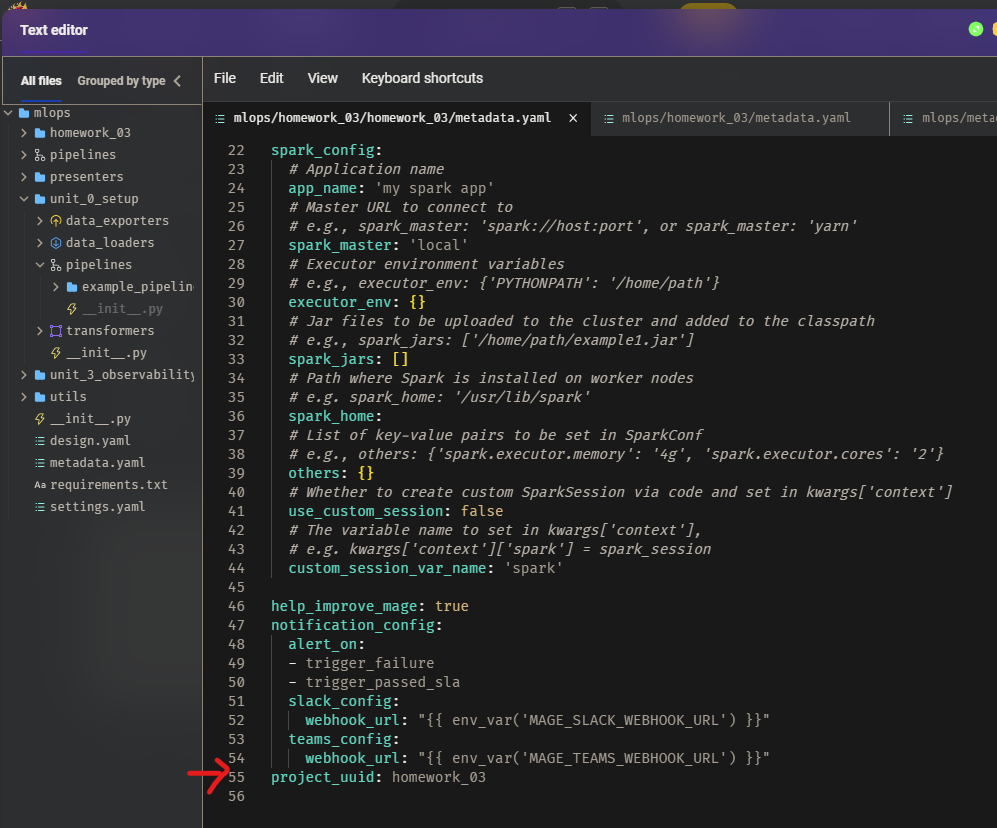 Text editor
All files Grouped by type
File Edit View Keyboard shortcuts
mlops
homework_03
pipelines
presenters
unit_0_setup
data_exporters
data_loaders
pipelines
example_pipelin
__init__.py
transformers
__init__.py
unit_3_observability
utils
__init__.py
design.yaml
metadata.yaml
Aa requirements.txt
settings.yaml
mlops/homework_03/homework_03/metadata.yaml × mlops/homework_03/metadata.yaml mlops/meta
22 spark_config:
23   # Application name
24   app_name: 'my spark app'
25   # Master URL to connect to
26   # e.g., spark_master: 'spark://host:port', or spark_master: 'yarn'
27   spark_master: 'local'
28   # Executor environment variables
29   # e.g., executor_env: {'PYTHONPATH': '/home/path'}
30   executor_env: {}
31   # Jar files to be uploaded to the cluster and added to the classpath
32   # e.g., spark_jars: ['/home/path/example1.jar']
33   spark_jars: []
34   # Path where Spark is installed on worker nodes
35   # e.g. spark_home: '/usr/lib/spark'
36   spark_home:
37   # List of key-value pairs to be set in SparkConf
38   # e.g., others: {'spark.executor.memory': '4g', 'spark.executor.cores': '2'}
39   others: {}
40   # Whether to create custom SparkSession via code and set in kwargs['context']
41   use_custom_session: false
42   # The variable name to set in kwargs['context'],
43   # e.g. kwargs['context']['spark'] = spark_session
44   custom_session_var_name: 'spark'
45
46 help_improve_mage: true
47 notification_config:
48   alert_on:
49   - trigger_failure
50   - trigger_passed_sla
51   slack_config:
52     webhook_url: "{{ env_var('MAGE_SLACK_WEBHOOK_URL') }}"
53   teams_config:
54     webhook_url: "{{ env_var('MAGE_TEAMS_WEBHOOK_URL') }}"
55 project_uuid: homework_03
56